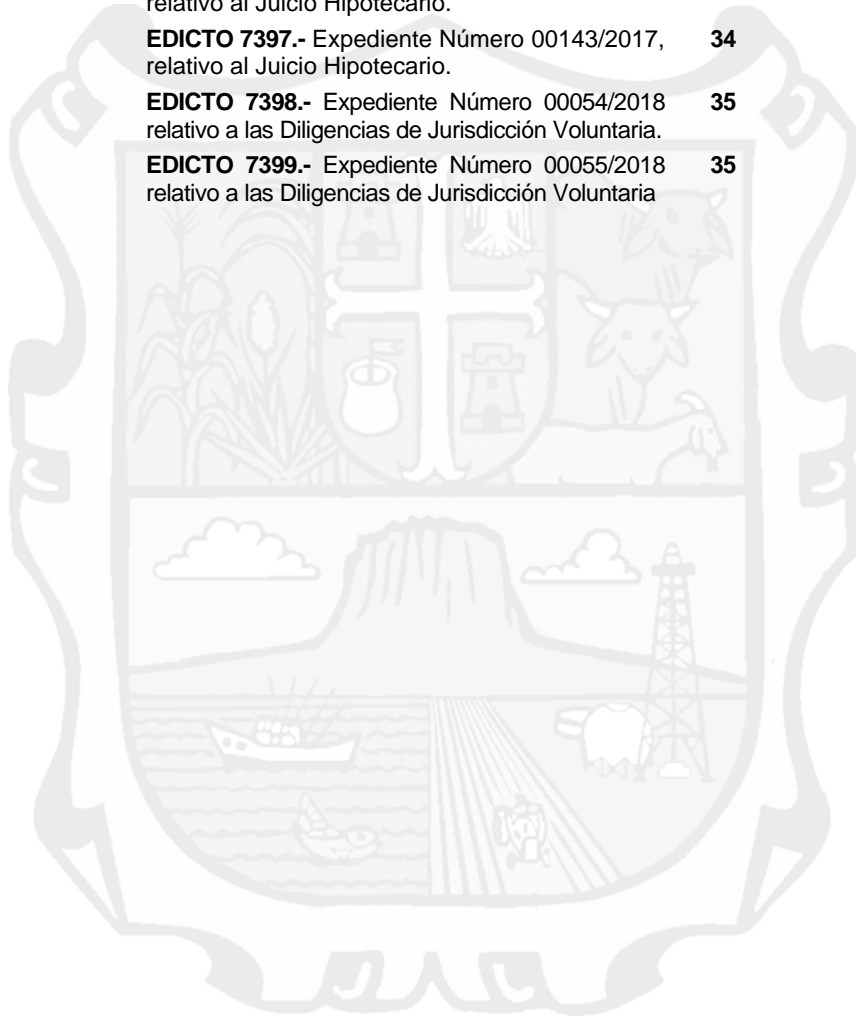 relativo al Juicio Hipotecario.
EDICTO 7397.- Expediente Número 00143/2017, 34
relativo al Juicio Hipotecario.
EDICTO 7398.- Expediente Número 00054/2018 35
relativo a las Diligencias de Jurisdicción Voluntaria.
EDICTO 7399.- Expediente Número 00055/2018 35
relativo a las Diligencias de Jurisdicción Voluntaria